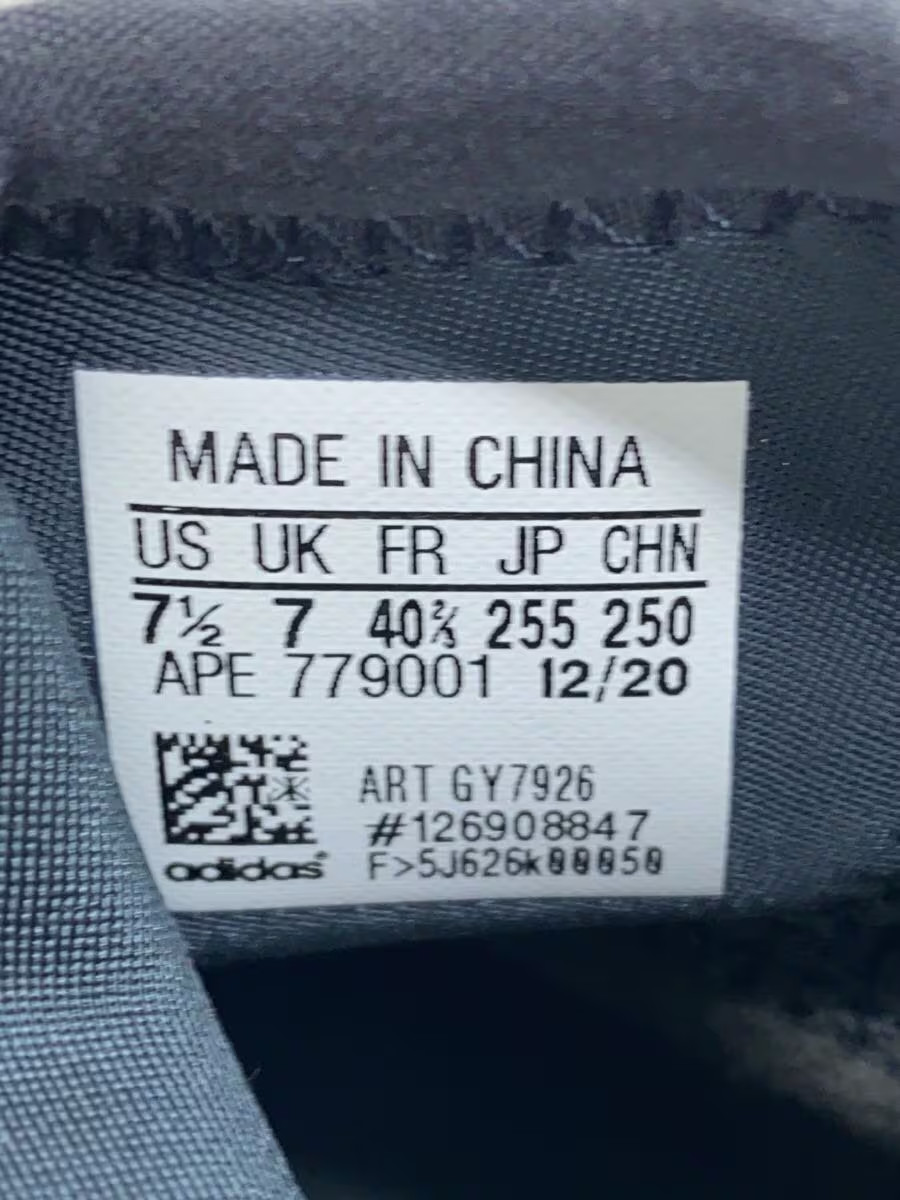 MADE IN CHINA
US UK FR JP CHN
7½ 7 40⅔ 255 250
APE 779001 12/20
ART GY7926
#126908847
adidas
F>5J626k00050